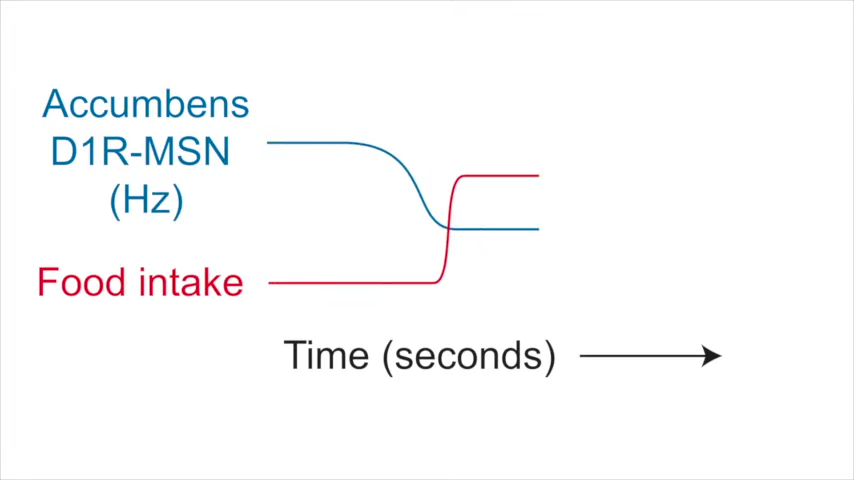 Accumbens
D1R-MSN
(Hz)
Food intake
Time (seconds)